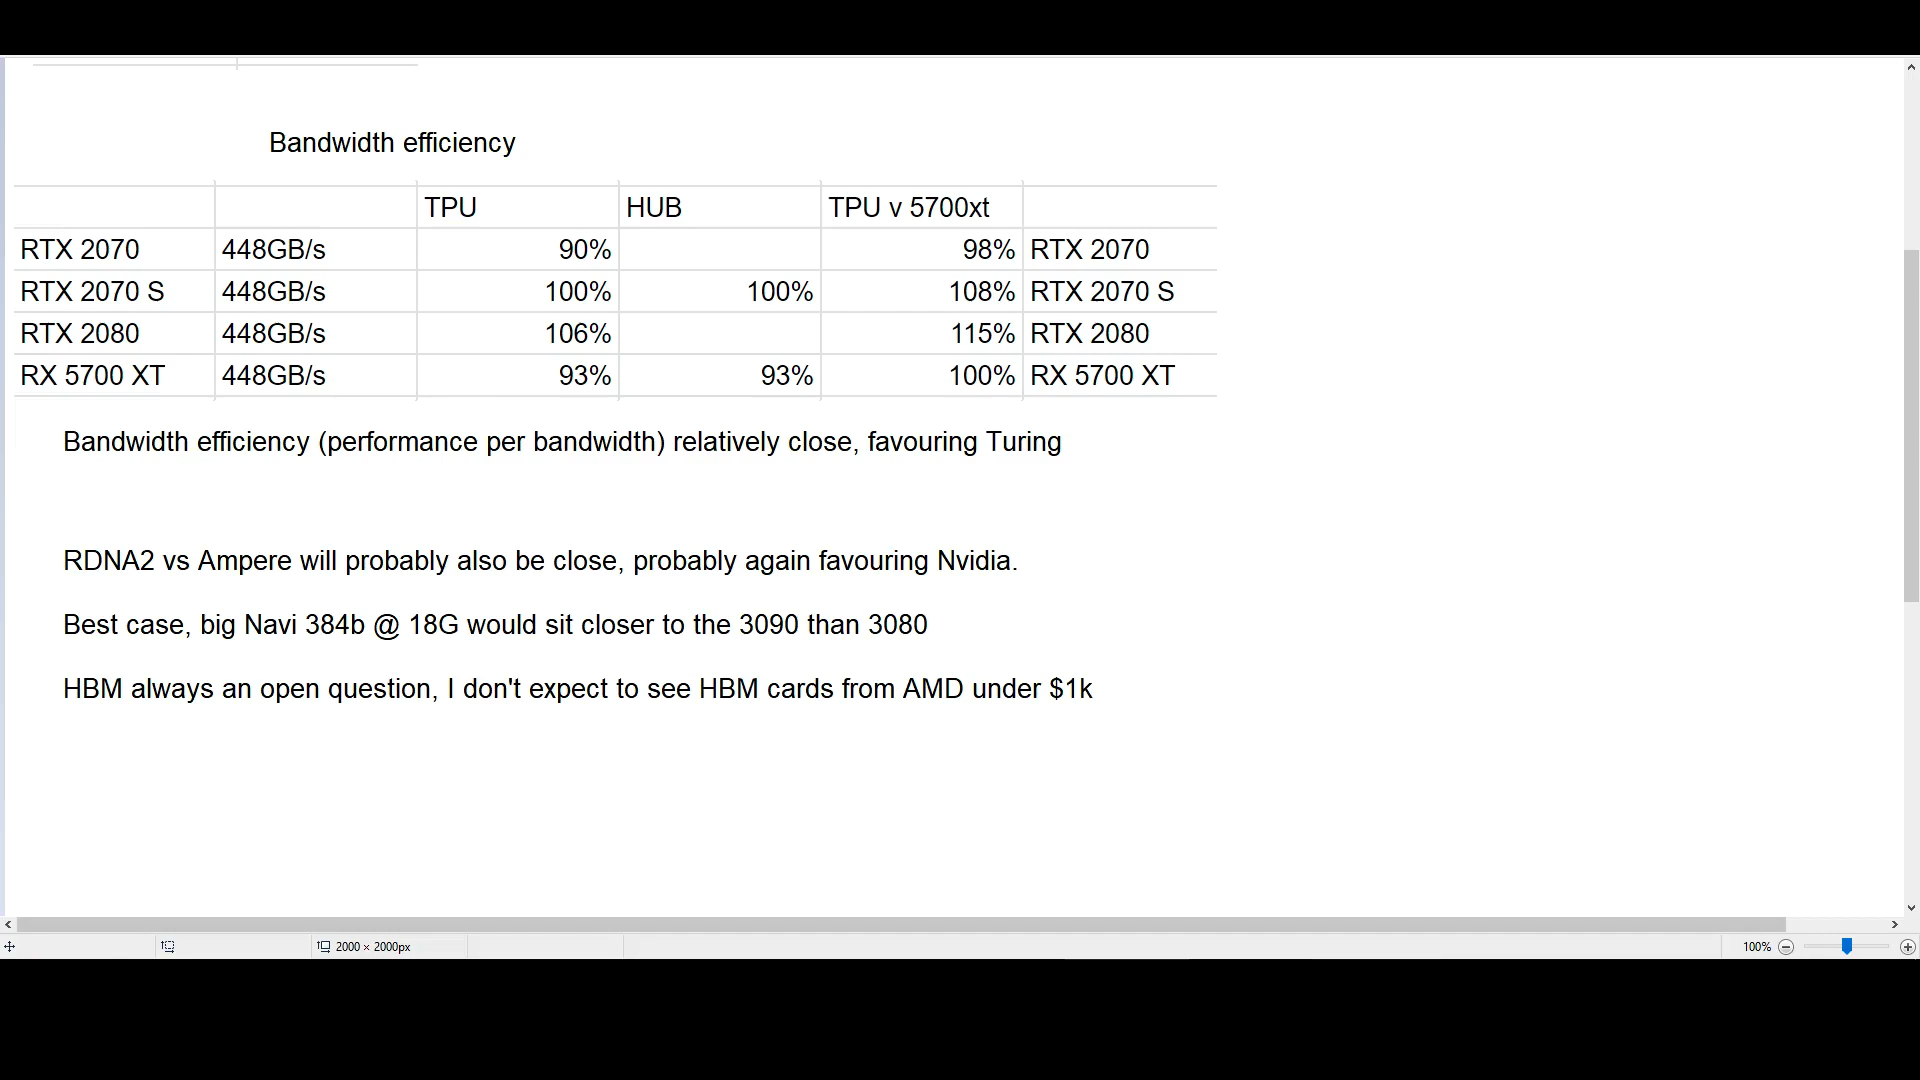 Bandwidth efficiency
TPU HUB TPU v 5700xt
RTX 2070 448GB/s 90% 98% RTX 2070
RTX 2070 S 448GB/s 100% 100% 108% RTX 2070 S
RTX 2080 448GB/s 106% 115% RTX 2080
RX 5700 XT 448GB/s 93% 93% 100% RX 5700 XT
Bandwidth efficiency (performance per bandwidth) relatively close, favouring Turing
RDNA2 vs Ampere will probably also be close, probably again favouring Nvidia.
Best case, big Navi 384b @ 18G would sit closer to the 3090 than 3080
HBM always an open question, I don't expect to see HBM cards from AMD under $1k
2000 × 2000px 100%